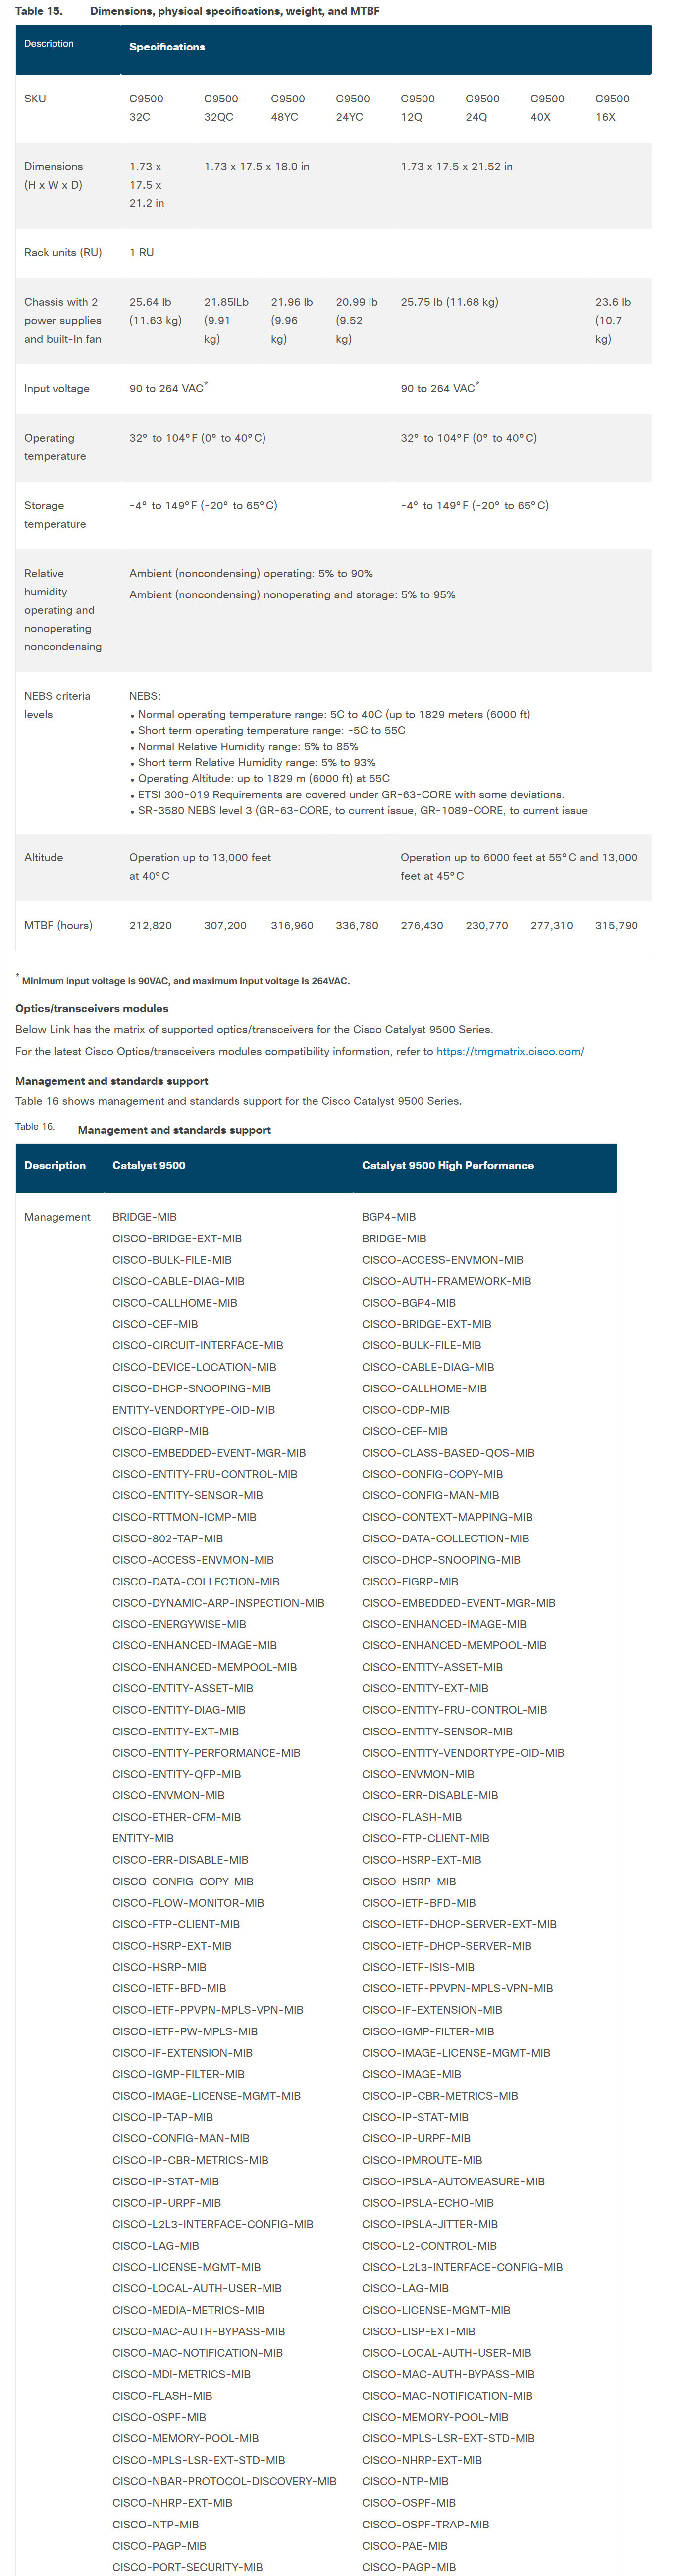 Table 15. Dimensions, physical specifications, weight, and MTBF
Description Specifications
SKU C9500-32C C9500-32QC C9500-48YC C9500-24YC C9500-12Q C9500-24Q C9500-40X C9500-16X
Dimensions (H x W x D) 1.73 x 17.5 x 21.2 in 1.73 x 17.5 x 18.0 in 1.73 x 17.5 x 21.52 in
Rack units (RU) 1 RU
Chassis with 2 power supplies and built-In fan 25.64 lb (11.63 kg) 21.85lLb (9.91 kg) 21.96 lb (9.96 kg) 20.99 lb (9.52 kg) 25.75 lb (11.68 kg) 23.6 lb (10.7 kg)
Input voltage 90 to 264 VAC* 90 to 264 VAC*
Operating temperature 32° to 104°F (0° to 40°C) 32° to 104°F (0° to 40°C)
Storage temperature -4° to 149°F (-20° to 65°C) -4° to 149°F (-20° to 65°C)
Relative humidity operating and nonoperating noncondensing Ambient (noncondensing) operating: 5% to 90%
Ambient (noncondensing) nonoperating and storage: 5% to 95%
NEBS criteria levels NEBS:
• Normal operating temperature range: 5C to 40C (up to 1829 meters (6000 ft)
• Short term operating temperature range: -5C to 55C
• Normal Relative Humidity range: 5% to 85%
• Short term Relative Humidity range: 5% to 93%
• Operating Altitude: up to 1829 m (6000 ft) at 55C
• ETSI 300-019 Requirements are covered under GR-63-CORE with some deviations.
• SR-3580 NEBS level 3 (GR-63-CORE, to current issue, GR-1089-CORE, to current issue
Altitude Operation up to 13,000 feet at 40°C Operation up to 6000 feet at 55°C and 13,000 feet at 45°C
MTBF (hours) 212,820 307,200 316,960 336,780 276,430 230,770 277,310 315,790
* Minimum input voltage is 90VAC, and maximum input voltage is 264VAC.
Optics/transceivers modules
Below Link has the matrix of supported optics/transceivers for the Cisco Catalyst 9500 Series.
For the latest Cisco Optics/transceivers modules compatibility information, refer to https://tmgmatrix.cisco.com/
Management and standards support
Table 16 shows management and standards support for the Cisco Catalyst 9500 Series.
Table 16. Management and standards support
Description Catalyst 9500 Catalyst 9500 High Performance
Management BRIDGE-MIB BGP4-MIB
CISCO-BRIDGE-EXT-MIB BRIDGE-MIB
CISCO-BULK-FILE-MIB CISCO-ACCESS-ENVMON-MIB
CISCO-CABLE-DIAG-MIB CISCO-AUTH-FRAMEWORK-MIB
CISCO-CALLHOME-MIB CISCO-BGP4-MIB
CISCO-CEF-MIB CISCO-BRIDGE-EXT-MIB
CISCO-CIRCUIT-INTERFACE-MIB CISCO-BULK-FILE-MIB
CISCO-DEVICE-LOCATION-MIB CISCO-CABLE-DIAG-MIB
CISCO-DHCP-SNOOPING-MIB CISCO-CALLHOME-MIB
ENTITY-VENDORTYPE-OID-MIB CISCO-CDP-MIB
CISCO-EIGRP-MIB CISCO-CEF-MIB
CISCO-EMBEDDED-EVENT-MGR-MIB CISCO-CLASS-BASED-QOS-MIB
CISCO-ENTITY-FRU-CONTROL-MIB CISCO-CONFIG-COPY-MIB
CISCO-ENTITY-SENSOR-MIB CISCO-CONFIG-MAN-MIB
CISCO-RTTMON-ICMP-MIB CISCO-CONTEXT-MAPPING-MIB
CISCO-802-TAP-MIB CISCO-DATA-COLLECTION-MIB
CISCO-ACCESS-ENVMON-MIB CISCO-DHCP-SNOOPING-MIB
CISCO-DATA-COLLECTION-MIB CISCO-EIGRP-MIB
CISCO-DYNAMIC-ARP-INSPECTION-MIB CISCO-EMBEDDED-EVENT-MGR-MIB
CISCO-ENERGYWISE-MIB CISCO-ENHANCED-IMAGE-MIB
CISCO-ENHANCED-IMAGE-MIB CISCO-ENHANCED-MEMPOOL-MIB
CISCO-ENHANCED-MEMPOOL-MIB CISCO-ENTITY-ASSET-MIB
CISCO-ENTITY-ASSET-MIB CISCO-ENTITY-EXT-MIB
CISCO-ENTITY-DIAG-MIB CISCO-ENTITY-FRU-CONTROL-MIB
CISCO-ENTITY-EXT-MIB CISCO-ENTITY-SENSOR-MIB
CISCO-ENTITY-PERFORMANCE-MIB CISCO-ENTITY-VENDORTYPE-OID-MIB
CISCO-ENTITY-QFP-MIB CISCO-ENVMON-MIB
CISCO-ENVMON-MIB CISCO-ERR-DISABLE-MIB
CISCO-ETHER-CFM-MIB CISCO-FLASH-MIB
ENTITY-MIB CISCO-FTP-CLIENT-MIB
CISCO-ERR-DISABLE-MIB CISCO-HSRP-EXT-MIB
CISCO-CONFIG-COPY-MIB CISCO-HSRP-MIB
CISCO-FLOW-MONITOR-MIB CISCO-IETF-BFD-MIB
CISCO-FTP-CLIENT-MIB CISCO-IETF-DHCP-SERVER-EXT-MIB
CISCO-HSRP-EXT-MIB CISCO-IETF-DHCP-SERVER-MIB
CISCO-HSRP-MIB CISCO-IETF-ISIS-MIB
CISCO-IETF-BFD-MIB CISCO-IETF-PPVPN-MPLS-VPN-MIB
CISCO-IETF-PPVPN-MPLS-VPN-MIB CISCO-IF-EXTENSION-MIB
CISCO-IETF-PW-MPLS-MIB CISCO-IGMP-FILTER-MIB
CISCO-IF-EXTENSION-MIB CISCO-IMAGE-LICENSE-MGMT-MIB
CISCO-IGMP-FILTER-MIB CISCO-IMAGE-MIB
CISCO-IMAGE-LICENSE-MGMT-MIB CISCO-IP-CBR-METRICS-MIB
CISCO-IP-TAP-MIB CISCO-IP-STAT-MIB
CISCO-CONFIG-MAN-MIB CISCO-IP-URPF-MIB
CISCO-IP-CBR-METRICS-MIB CISCO-IPMROUTE-MIB
CISCO-IP-STAT-MIB CISCO-IPSLA-AUTOMEASURE-MIB
CISCO-IP-URPF-MIB CISCO-IPSLA-ECHO-MIB
CISCO-L2L3-INTERFACE-CONFIG-MIB CISCO-IPSLA-JITTER-MIB
CISCO-LAG-MIB CISCO-L2-CONTROL-MIB
CISCO-LICENSE-MGMT-MIB CISCO-L2L3-INTERFACE-CONFIG-MIB
CISCO-LOCAL-AUTH-USER-MIB CISCO-LAG-MIB
CISCO-MEDIA-METRICS-MIB CISCO-LICENSE-MGMT-MIB
CISCO-MAC-AUTH-BYPASS-MIB CISCO-LISP-EXT-MIB
CISCO-MAC-NOTIFICATION-MIB CISCO-LOCAL-AUTH-USER-MIB
CISCO-MDI-METRICS-MIB CISCO-MAC-AUTH-BYPASS-MIB
CISCO-FLASH-MIB CISCO-MAC-NOTIFICATION-MIB
CISCO-OSPF-MIB CISCO-MEMORY-POOL-MIB
CISCO-MEMORY-POOL-MIB CISCO-MPLS-LSR-EXT-STD-MIB
CISCO-MPLS-LSR-EXT-STD-MIB CISCO-NHRP-EXT-MIB
CISCO-NBAR-PROTOCOL-DISCOVERY-MIB CISCO-NTP-MIB
CISCO-NHRP-EXT-MIB CISCO-OSPF-MIB
CISCO-NTP-MIB CISCO-OSPF-TRAP-MIB
CISCO-PAGP-MIB CISCO-PAE-MIB
CISCO-PORT-SECURITY-MIB CISCO-PAGP-MIB